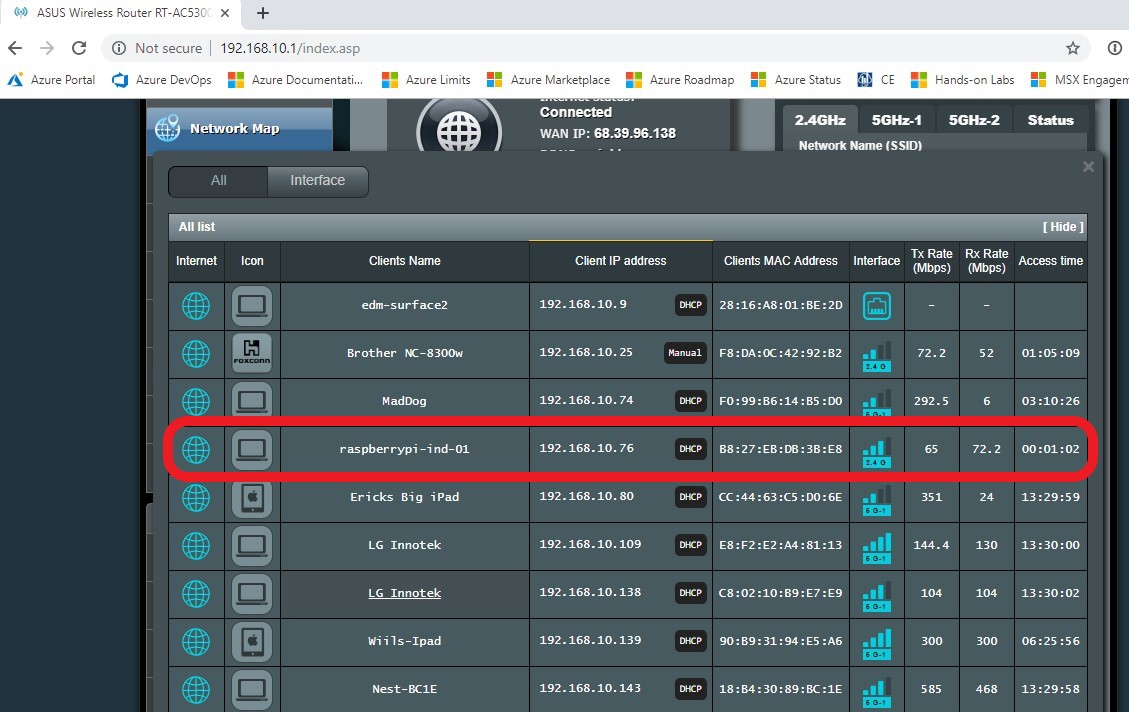 ASUS Wireless Router RT-AC530
Not secure | 192.168.10.1/index.asp
Azure Portal Azure DevOps Azure Documentati... Azure Limits Azure Marketplace Azure Roadmap Azure Status CE Hands-on Labs MSX Engagem
Network Map
Connected
WAN IP: 68.39.96.138
2.4GHz 5GHz-1 5GHz-2 Status
Network Name (SSID)
All Interface
All list [ Hide ]
Internet Icon Clients Name Client IP address Clients MAC Address Interface Tx Rate (Mbps) Rx Rate (Mbps) Access time
edm-surface2 192.168.10.9 DHCP 28:16:A8:01:BE:2D - -
FOXCONN Brother NC-8300w 192.168.10.25 Manual F8:DA:0C:42:92:B2 2.4 G 72.2 52 01:05:09
MadDog 192.168.10.74 DHCP F0:99:B6:14:B5:D0 292.5 6 03:10:26
raspberrypi-ind-01 192.168.10.76 DHCP B8:27:EB:DB:3B:E8 2.4 G 65 72.2 00:01:02
Ericks Big iPad 192.168.10.80 DHCP CC:44:63:C5:D0:6E 5 G-1 351 24 13:29:59
LG Innotek 192.168.10.109 DHCP E8:F2:E2:A4:81:13 5 G-1 144.4 130 13:30:00
LG Innotek 192.168.10.138 DHCP C8:02:10:B9:E7:E9 5 G-1 104 104 13:30:02
Wiils-Ipad 192.168.10.139 DHCP 90:B9:31:94:E5:A6 5 G-1 300 300 06:25:56
Nest-BC1E 192.168.10.143 DHCP 18:B4:30:89:BC:1E 5 G-1 585 468 13:29:58